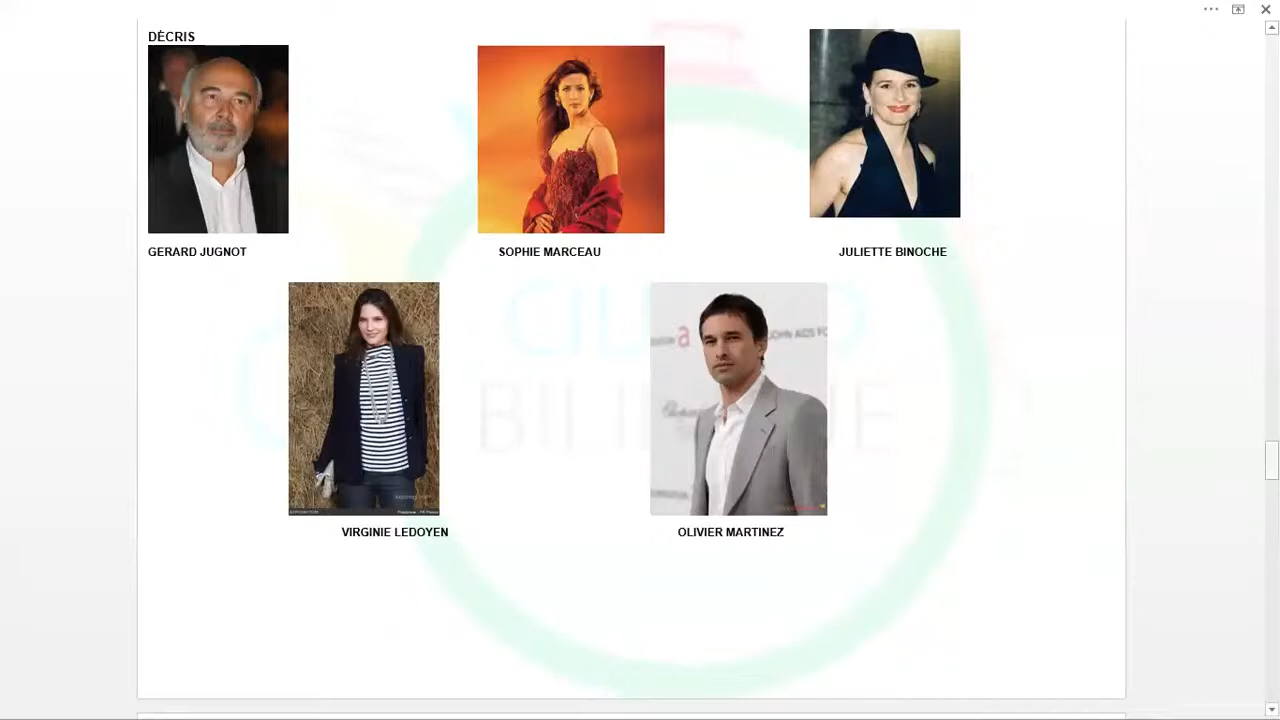 DÉCRIS
GERARD JUGNOT
SOPHIE MARCEAU
JULIETTE BINOCHE
VIRGINIE LEDOYEN
OLIVIER MARTINEZ